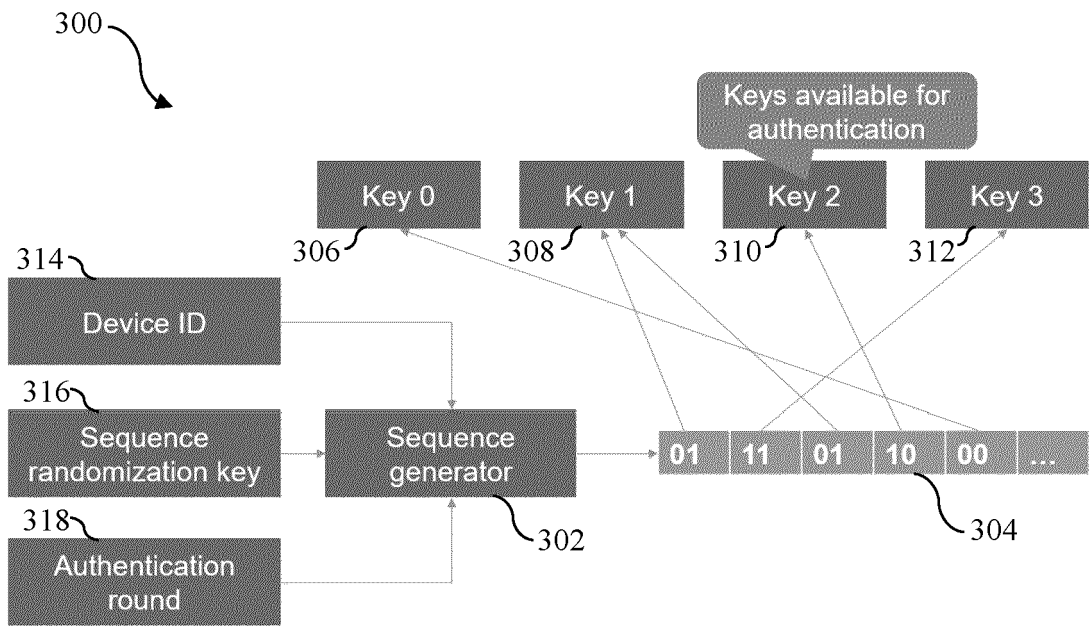 300
Keys available for
authentication
Key 0
Key 1
Key 2
Key 3
306
308
310
312
314
Device ID
316
Sequence
randomization key
Sequence
generator
01 11 01 10 00 ...
302
304
318
Authentication
round